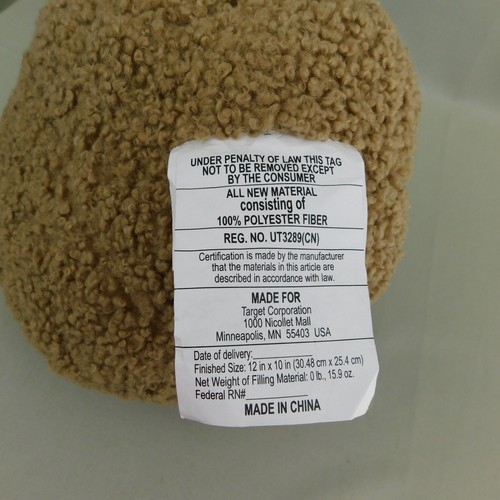 UNDER PENALTY OF LAW THIS TAG
NOT TO BE REMOVED EXCEPT
BY THE CONSUMER
ALL NEW MATERIAL
consisting of
100% POLYESTER FIBER
REG. NO. UT3289(CN)
Certification is made by the manufacturer
that the materials in this article are
described in accordance with law.
MADE FOR
Target Corporation
1000 Nicollet Mall
Minneapolis, MN 55403 USA
Date of delivery:
Finished Size: 12 in x 10 in (30.48 cm x 25.4 cm)
Net Weight of Filling Material: 0 lb., 15.9 oz.
Federal RN#
MADE IN CHINA